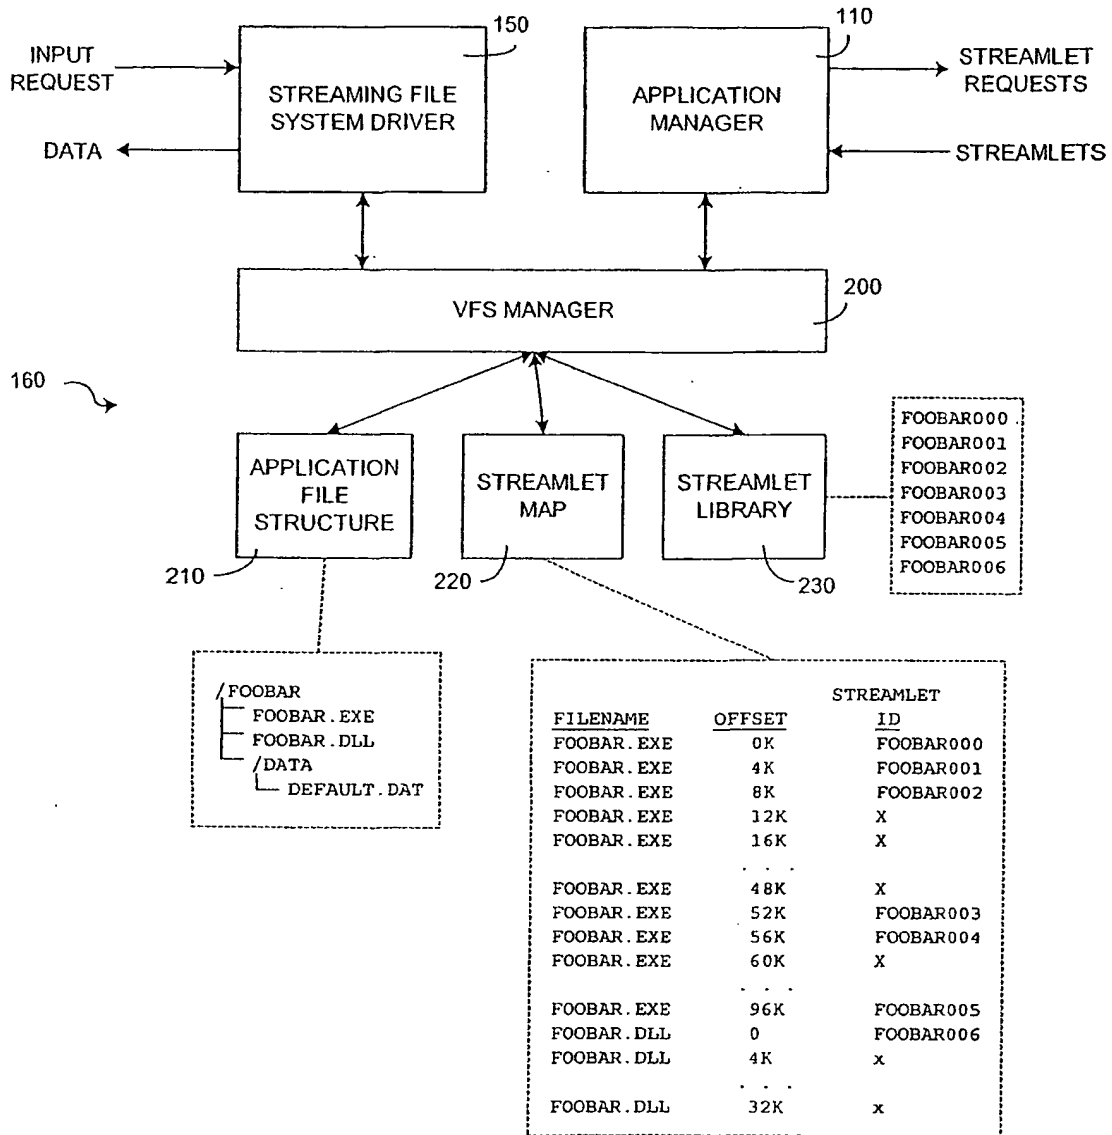 150
110
INPUT
REQUEST
DATA
STREAMING FILE
SYSTEM DRIVER
APPLICATION
MANAGER
STREAMLET
REQUESTS
STREAMLETS
VFS MANAGER
200
160
APPLICATION
FILE
STRUCTURE
210
STREAMLET
MAP
220
STREAMLET
LIBRARY
230
FOOBAR000
FOOBAR001
FOOBAR002
FOOBAR003
FOOBAR004
FOOBAR005
FOOBAR006
/FOOBAR
FOOBAR.EXE
FOOBAR.DLL
/DATA
DEFAULT.DAT
STREAMLET
FILENAME OFFSET ID
FOOBAR.EXE 0K FOOBAR000
FOOBAR.EXE 4K FOOBAR001
FOOBAR.EXE 8K FOOBAR002
FOOBAR.EXE 12K X
FOOBAR.EXE 16K X
. . .
FOOBAR.EXE 48K X
FOOBAR.EXE 52K FOOBAR003
FOOBAR.EXE 56K FOOBAR004
FOOBAR.EXE 60K X
. . .
FOOBAR.EXE 96K FOOBAR005
FOOBAR.DLL 0 FOOBAR006
FOOBAR.DLL 4K x
. . .
FOOBAR.DLL 32K x